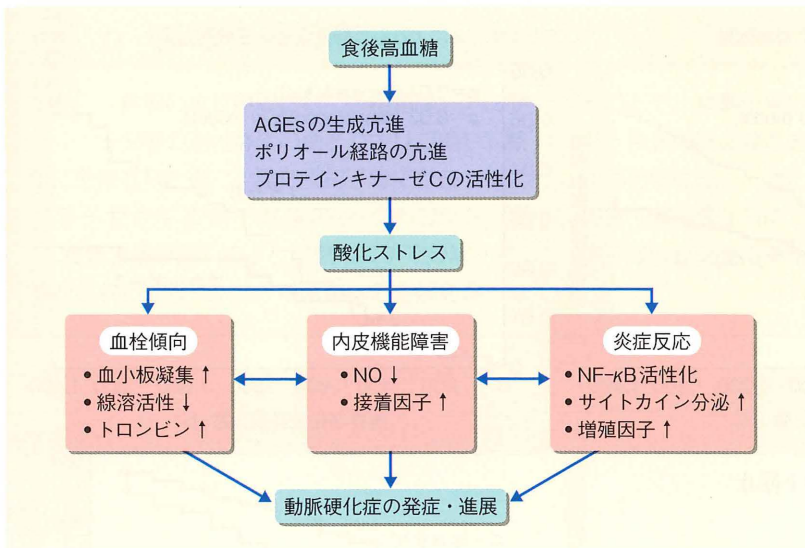 食後高血糖
AGEsの生成亢進
ポリオール経路の亢進
プロテインキナーゼCの活性化
酸化ストレス
血栓傾向
• 血小板凝集 ↑
• 線溶活性 ↓
• トロンビン ↑
内皮機能障害
• NO ↓
• 接着因子 ↑
炎症反応
• NF-κB活性化
• サイトカイン分泌 ↑
• 増殖因子 ↑
動脈硬化症の発症・進展